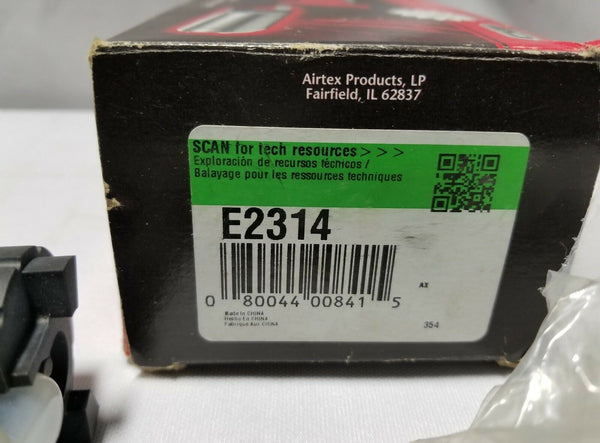 Airtex Products, LP
Fairfield, IL 62837
SCAN for tech resources > > >
Exploración de recursos técnicos /
Balayage pour les ressources techniques
E2314
0 80044 00841 5
AX
Made In CHINA
Hecho En CHINA
Fabriqué Aux CHINA
354